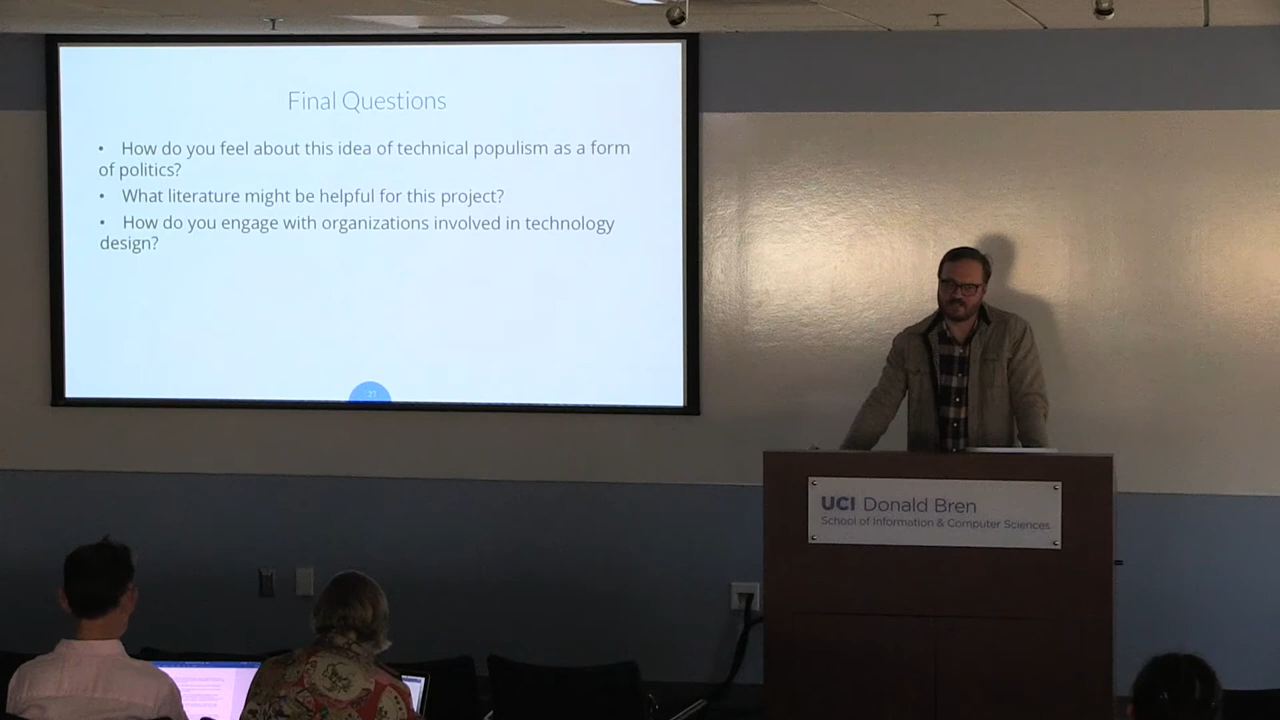 Final Questions
• How do you feel about this idea of technical populism as a form
of politics?
• What literature might be helpful for this project?
• How do you engage with organizations involved in technology
design?
27
UCI Donald Bren
School of Information & Computer Sciences